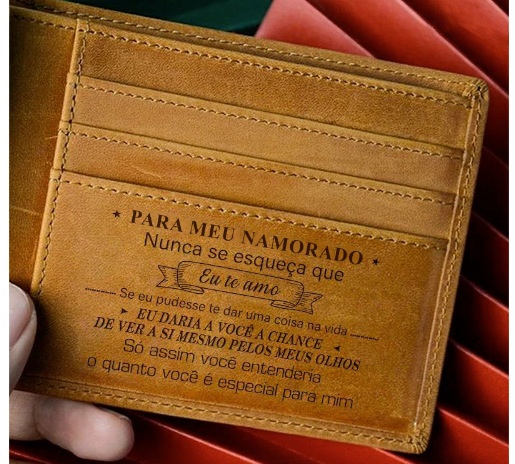 ★ PARA MEU NAMORADO ★
Nunca se esqueça que
Eu te amo
Se eu pudesse te dar uma coisa na vida
EU DARIA A VOCÊ A CHANCE
DE VER A SI MESMO PELOS MEUS OLHOS
Só assim você entenderia
o quanto você é especial para mim